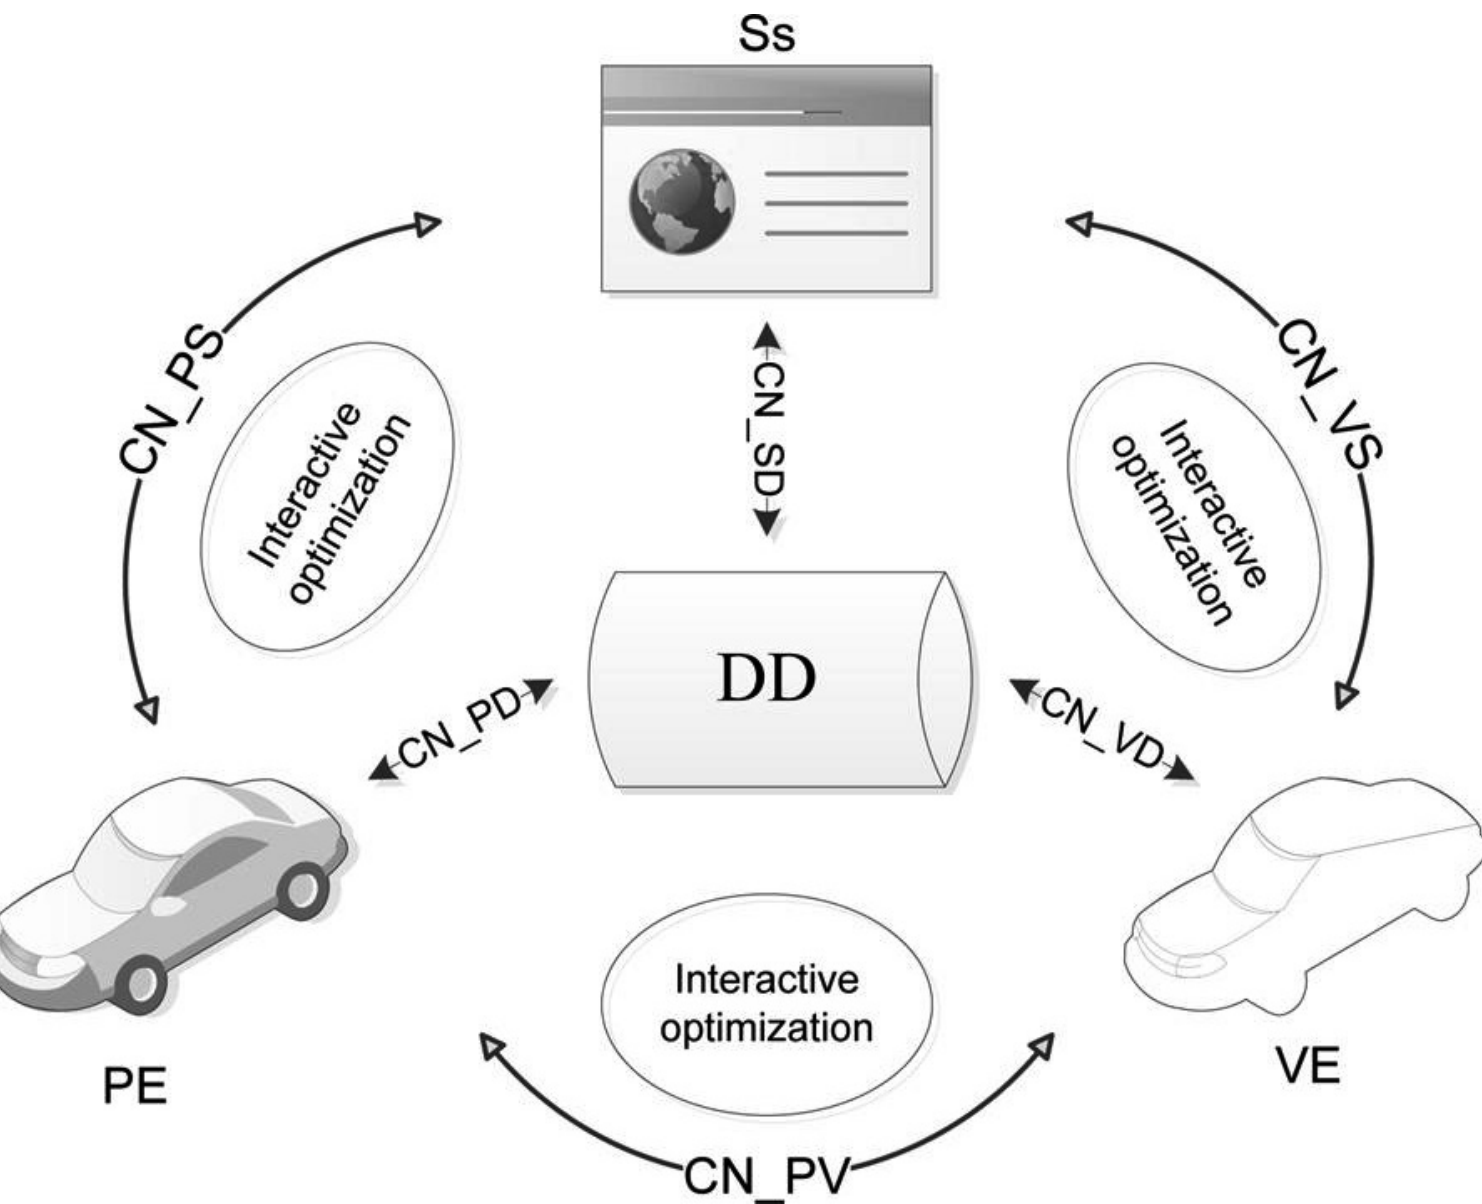 Ss
CN_PS
CN_VS
Interactive
optimization
CN_SD
Interactive
optimization
DD
CN_PD
CN_VD
Interactive
optimization
PE
VE
CN_PV